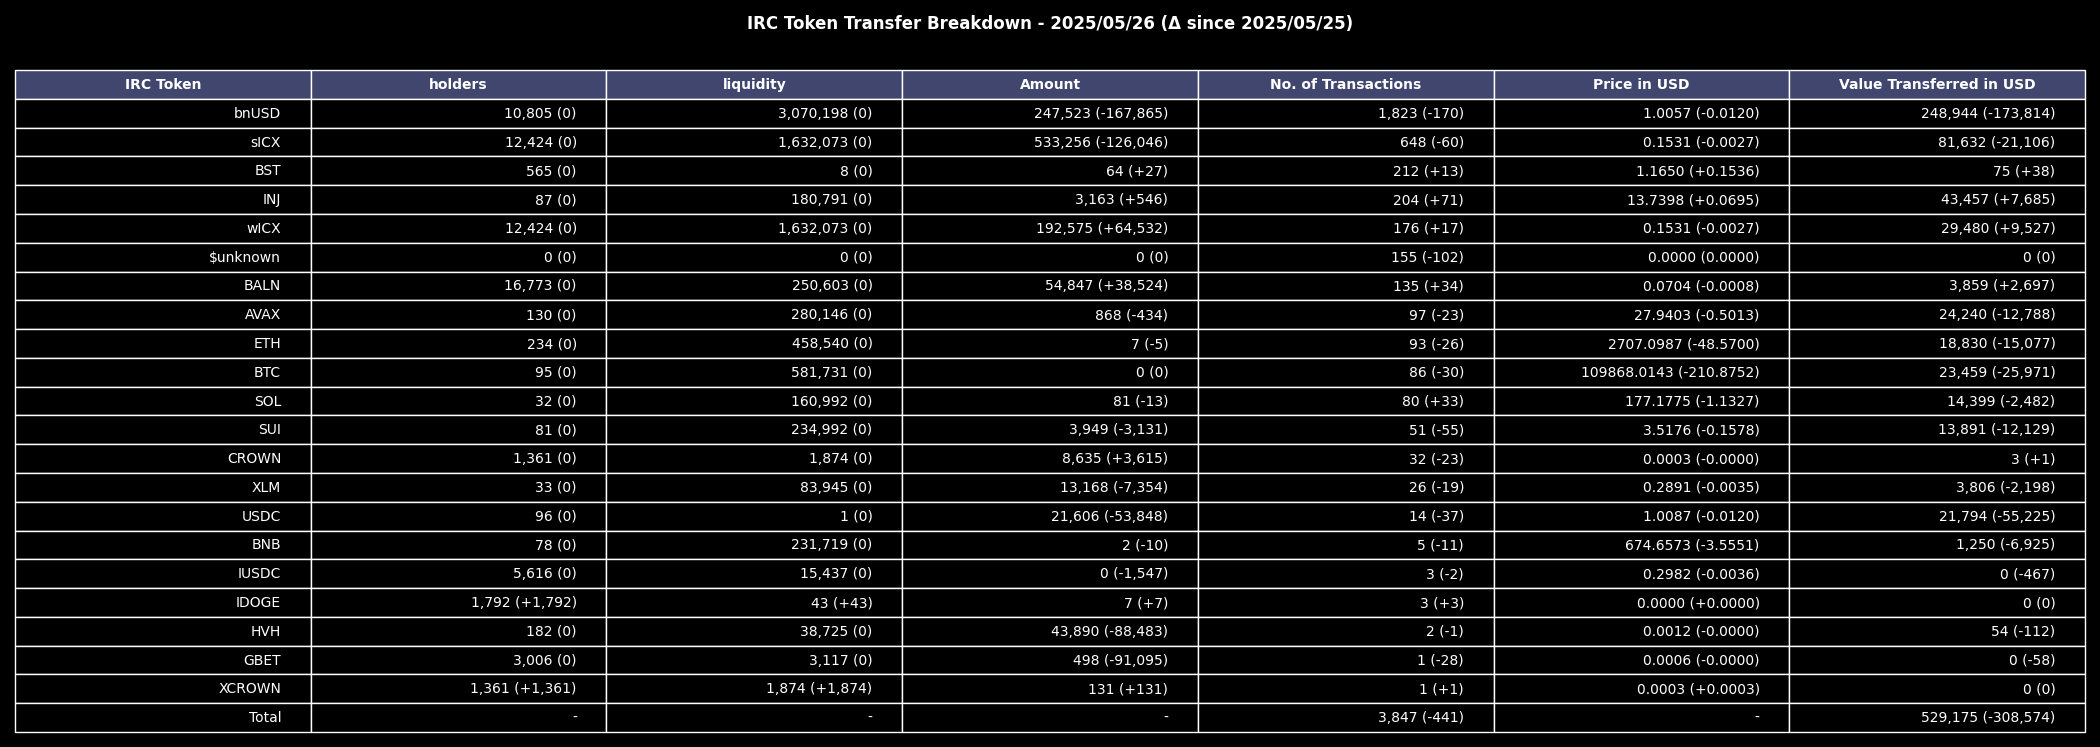 IRC Token Transfer Breakdown - 2025/05/26 (Δ since 2025/05/25)
IRC Token holders liquidity Amount No. of Transactions Price in USD Value Transferred in USD
bnUSD 10,805 (0) 3,070,198 (0) 247,523 (-167,865) 1,823 (-170) 1.0057 (-0.0120) 248,944 (-173,814)
sICX 12,424 (0) 1,632,073 (0) 533,256 (-126,046) 648 (-60) 0.1531 (-0.0027) 81,632 (-21,106)
BST 565 (0) 8 (0) 64 (+27) 212 (+13) 1.1650 (+0.1536) 75 (+38)
INJ 87 (0) 180,791 (0) 3,163 (+546) 204 (+71) 13.7398 (+0.0695) 43,457 (+7,685)
wICX 12,424 (0) 1,632,073 (0) 192,575 (+64,532) 176 (+17) 0.1531 (-0.0027) 29,480 (+9,527)
$unknown 0 (0) 0 (0) 0 (0) 155 (-102) 0.0000 (0.0000) 0 (0)
BALN 16,773 (0) 250,603 (0) 54,847 (+38,524) 135 (+34) 0.0704 (-0.0008) 3,859 (+2,697)
AVAX 130 (0) 280,146 (0) 868 (-434) 97 (-23) 27.9403 (-0.5013) 24,240 (-12,788)
ETH 234 (0) 458,540 (0) 7 (-5) 93 (-26) 2707.0987 (-48.5700) 18,830 (-15,077)
BTC 95 (0) 581,731 (0) 0 (0) 86 (-30) 109868.0143 (-210.8752) 23,459 (-25,971)
SOL 32 (0) 160,992 (0) 81 (-13) 80 (+33) 177.1775 (-1.1327) 14,399 (-2,482)
SUI 81 (0) 234,992 (0) 3,949 (-3,131) 51 (-55) 3.5176 (-0.1578) 13,891 (-12,129)
CROWN 1,361 (0) 1,874 (0) 8,635 (+3,615) 32 (-23) 0.0003 (-0.0000) 3 (+1)
XLM 33 (0) 83,945 (0) 13,168 (-7,354) 26 (-19) 0.2891 (-0.0035) 3,806 (-2,198)
USDC 96 (0) 1 (0) 21,606 (-53,848) 14 (-37) 1.0087 (-0.0120) 21,794 (-55,225)
BNB 78 (0) 231,719 (0) 2 (-10) 5 (-11) 674.6573 (-3.5551) 1,250 (-6,925)
IUSDC 5,616 (0) 15,437 (0) 0 (-1,547) 3 (-2) 0.2982 (-0.0036) 0 (-467)
IDOGE 1,792 (+1,792) 43 (+43) 7 (+7) 3 (+3) 0.0000 (+0.0000) 0 (0)
HVH 182 (0) 38,725 (0) 43,890 (-88,483) 2 (-1) 0.0012 (-0.0000) 54 (-112)
GBET 3,006 (0) 3,117 (0) 498 (-91,095) 1 (-28) 0.0006 (-0.0000) 0 (-58)
XCROWN 1,361 (+1,361) 1,874 (+1,874) 131 (+131) 1 (+1) 0.0003 (+0.0003) 0 (0)
Total - - - 3,847 (-441) - 529,175 (-308,574)